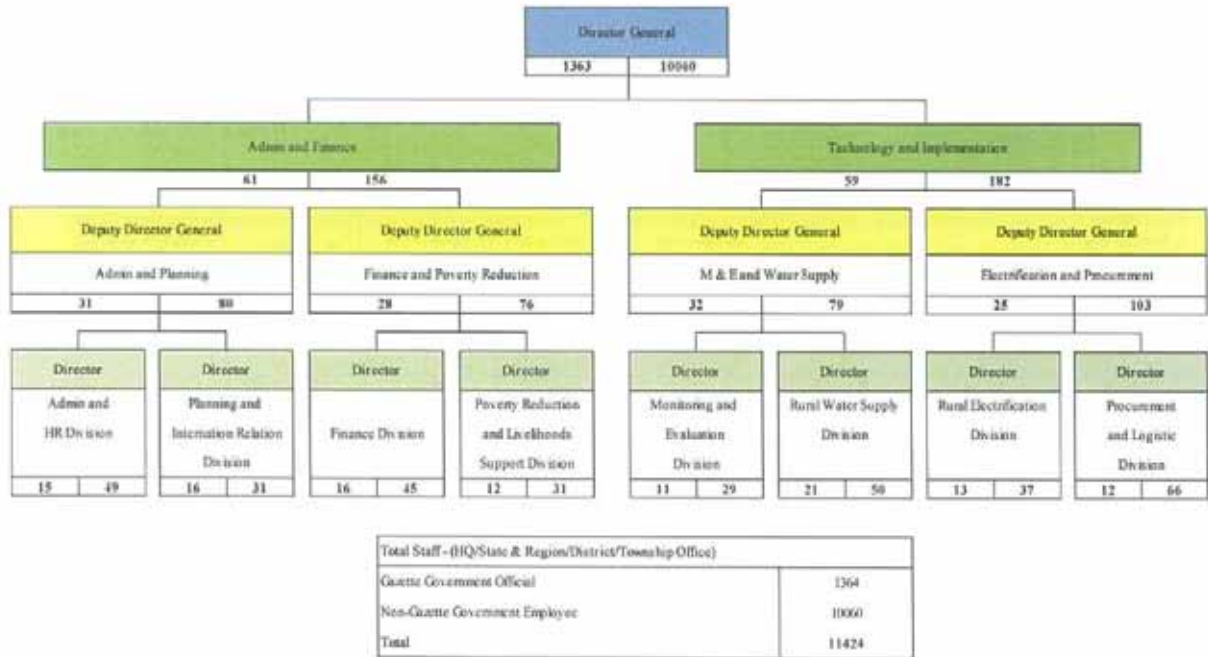 Director General
1363 10060
Admin and Finance
61 156
Technology and Implementation
59 182
Deputy Director General
Admin and Planning
31 80
Deputy Director General
Finance and Poverty Reduction
28 76
Deputy Director General
M & E and Water Supply
32 79
Deputy Director General
Electrification and Procurement
25 103
Director
Admin and
HR Division
15 49
Director
Planning and
Internation Relation
Division
16 31
Director
Finance Division
16 45
Director
Poverty Reduction
and Livelihoods
Support Division
12 31
Director
Monitoring and
Evaluation
Division
11 29
Director
Rural Water Supply
Division
21 50
Director
Rural Electrification
Division
13 37
Director
Procurement
and Logistic
Division
12 66
Total Staff - (HQ/State & Region/District/Township Office)
Gazette Government Official 1364
Non-Gazette Government Employee 10060
Total 11424